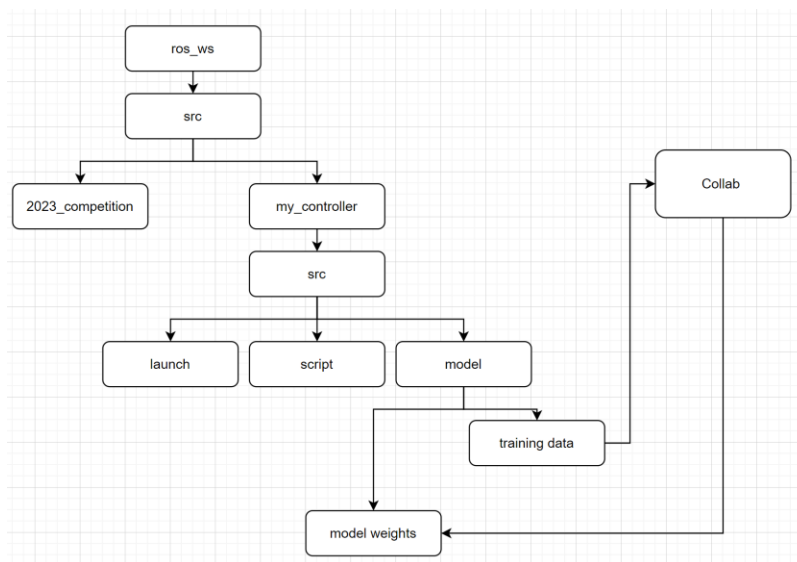 ros_ws
src
2023_competition
my_controller
Collab
src
launch
script
model
training data
model weights